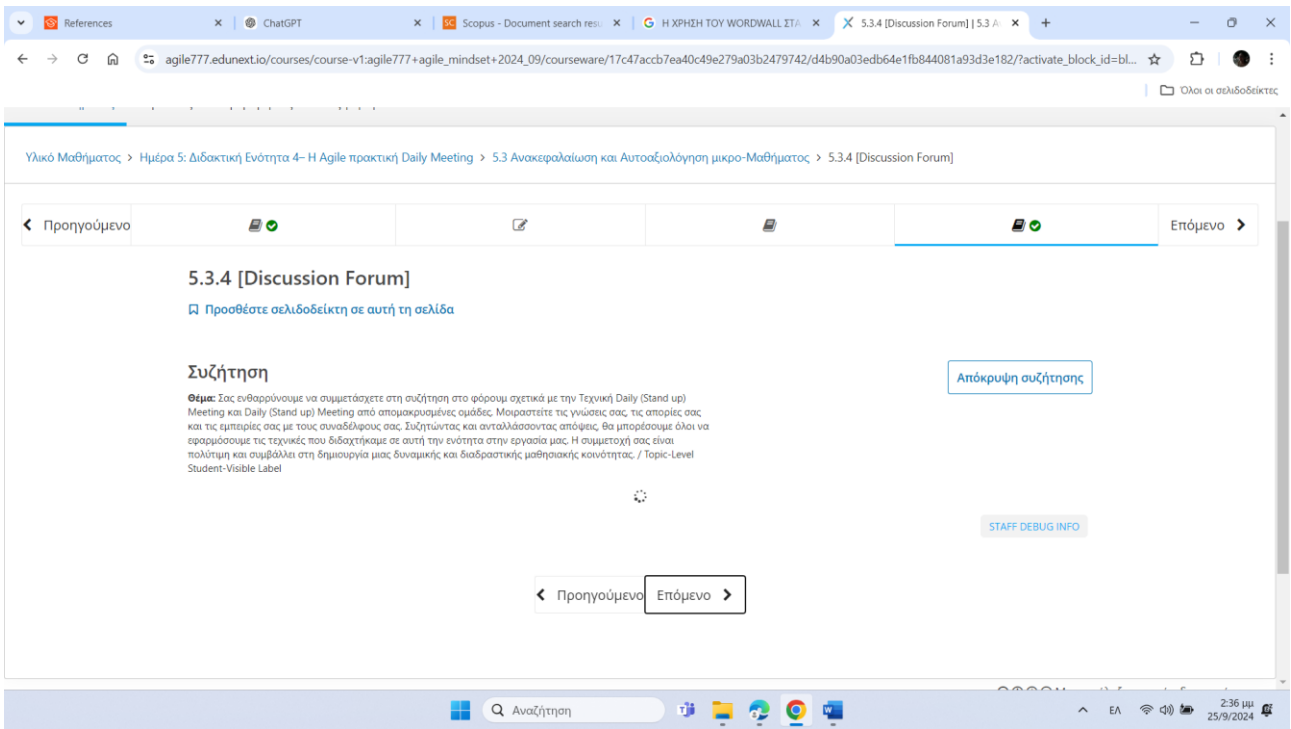 References
ChatGPT
Scopus - Document search resu
Η ΧΡΗΣΗ ΤΟΥ WORDWALL ΣΤΑ
5.3.4 [Discussion Forum] | 5.3 Α
agile777.edunext.io/courses/course-v1:agile777+agile_mindset+2024_09/courseware/17c47accb7ea40c49e279a03b2479742/d4b90a03edb64e1fb844081a93d3e182/?activate_block_id=bl...
Όλοι οι σελιδοδείκτες
Υλικό Μαθήματος > Ημέρα 5: Διδακτική Ενότητα 4– Η Agile πρακτική Daily Meeting > 5.3 Ανακεφαλαίωση και Αυτοαξιολόγηση μικρο-Μαθήματος > 5.3.4 [Discussion Forum]
Προηγούμενο
Επόμενο
5.3.4 [Discussion Forum]
Προσθέστε σελιδοδείκτη σε αυτή τη σελίδα
Συζήτηση
Απόκρυψη συζήτησης
Θέμα: Σας ενθαρρύνουμε να συμμετάσχετε στη συζήτηση στο φόρουμ σχετικά με την Τεχνική Daily (Stand up)
Meeting και Daily (Stand up) Meeting από απομακρυσμένες ομάδες. Μοιραστείτε τις γνώσεις σας, τις απορίες σας
και τις εμπειρίες σας με τους συναδέλφους σας. Συζητώντας και ανταλλάσσοντας απόψεις, θα μπορέσουμε όλοι να
εφαρμόσουμε τις τεχνικές που διδαχτήκαμε σε αυτή την ενότητα στην εργασία μας. Η συμμετοχή σας είναι
πολύτιμη και συμβάλλει στη δημιουργία μιας δυναμικής και διαδραστικής μαθησιακής κοινότητας. / Topic-Level
Student-Visible Label
STAFF DEBUG INFO
Προηγούμενο
Επόμενο
Αναζήτηση
ΕΛ
2:36 μμ
25/9/2024